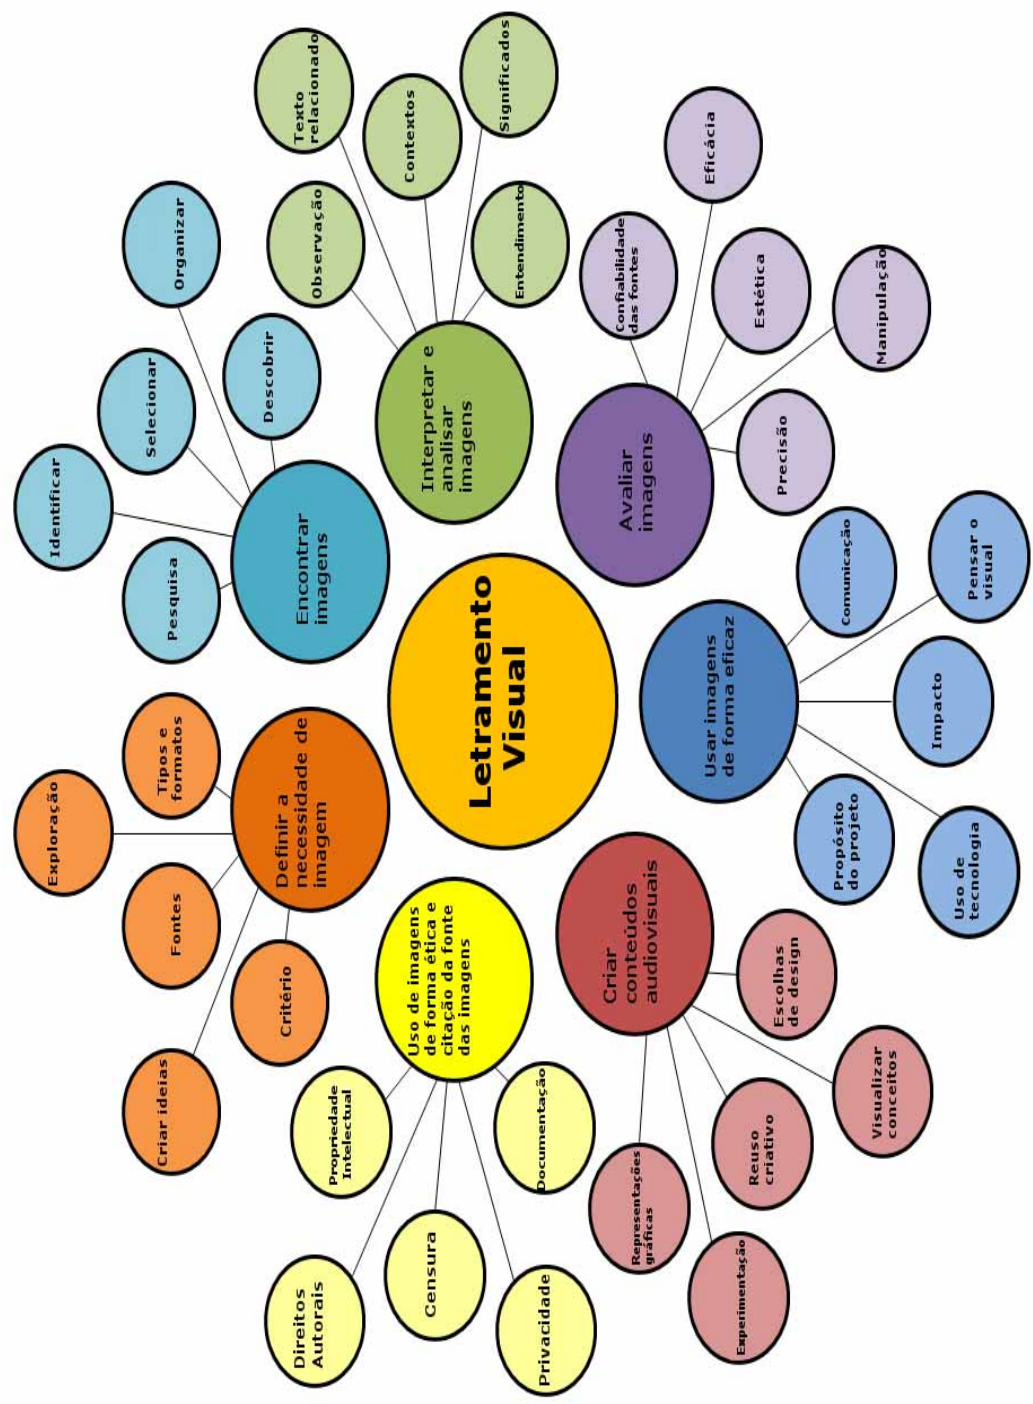 Letramento
Visual
Definir a
necessidade de
imagem
Criar ideias
Critério
Fontes
Exploração
Tipos e
formatos
Encontrar
imagens
Pesquisa
Identificar
Selecionar
Descobrir
Organizar
Interpretar e
analisar
imagens
Observação
Texto
relacionado
Contextos
Significados
Entendimento
Avaliar
imagens
Confiabilidade
das fontes
Eficácia
Estética
Manipulação
Precisão
Usar imagens
de forma eficaz
Comunicação
Pensar o
visual
Impacto
Uso de
tecnologia
Propósito
do projeto
Criar
conteúdos
audiovisuais
Escolhas
de design
Visualizar
conceitos
Reuso
criativo
Experimentação
Representações
gráficas
Uso de imagens
de forma ética e
citação da fonte
das imagens
Documentação
Privacidade
Censura
Direitos
Autorais
Propriedade
Intelectual